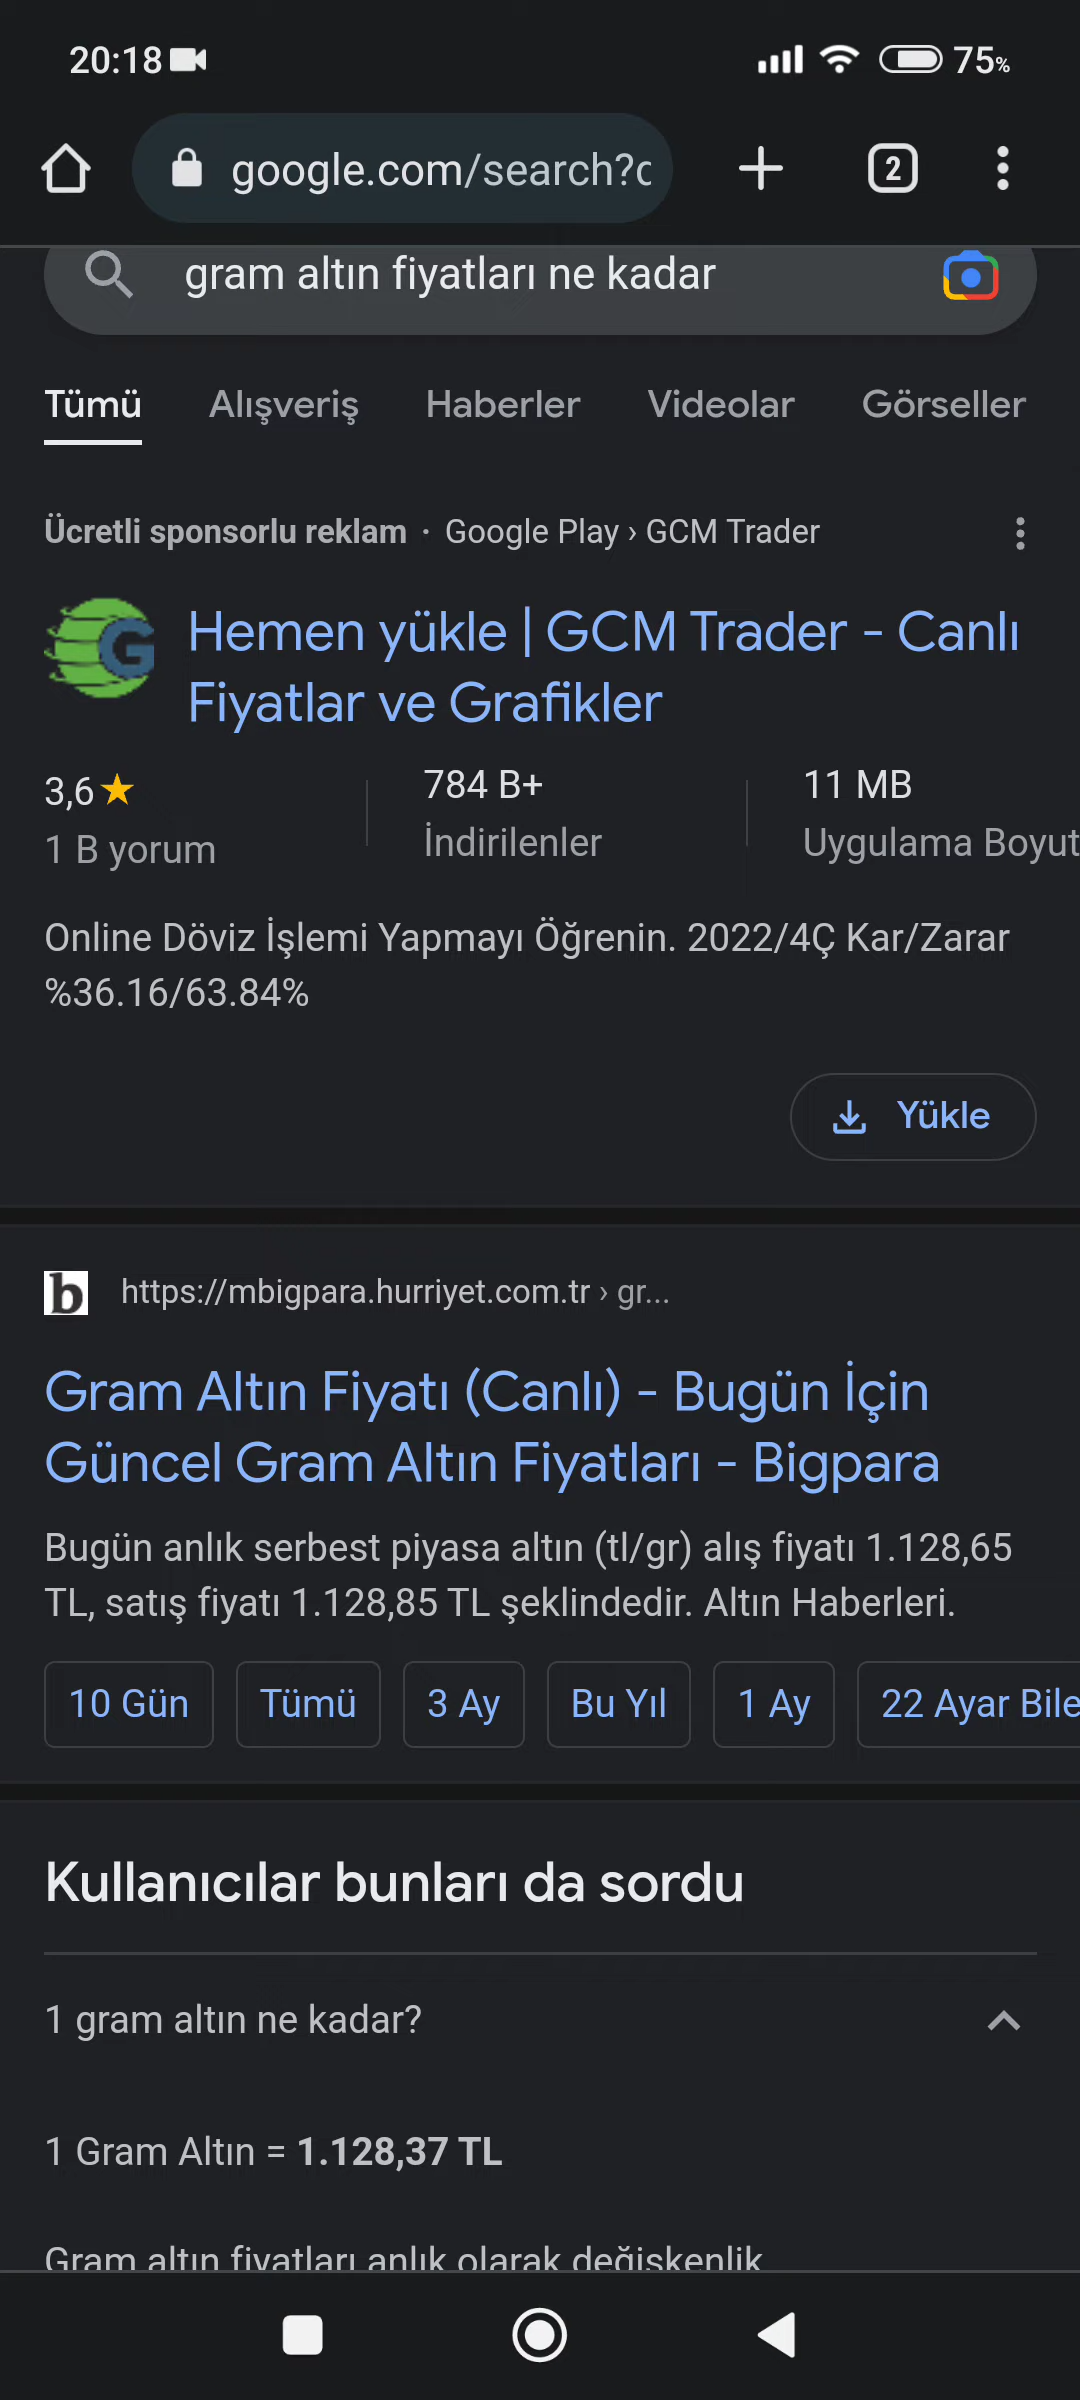 20:18
75%
google.com/search?
2
gram altın fiyatları ne kadar
Tümü Alışveriş Haberler Videolar Görseller
Ücretli sponsorlu reklam · Google Play › GCM Trader
G
Hemen yükle | GCM Trader - Canlı
Fiyatlar ve Grafikler
3,6★ 784 B+ 11 MB
1 B yorum İndirilenler Uygulama Boyut
Online Döviz İşlemi Yapmayı Öğrenin. 2022/4Ç Kar/Zarar
%36.16/63.84%
Yükle
b https://mbigpara.hurriyet.com.tr › gr...
Gram Altın Fiyatı (Canlı) - Bugün İçin
Güncel Gram Altın Fiyatları - Bigpara
Bugün anlık serbest piyasa altın (tl/gr) alış fiyatı 1.128,65
TL, satış fiyatı 1.128,85 TL şeklindedir. Altın Haberleri.
10 Gün Tümü 3 Ay Bu Yıl 1 Ay 22 Ayar Bile
Kullanıcılar bunları da sordu
1 gram altın ne kadar?
1 Gram Altın = 1.128,37 TL
Gram altın fiyatları anlık olarak değişkenlik